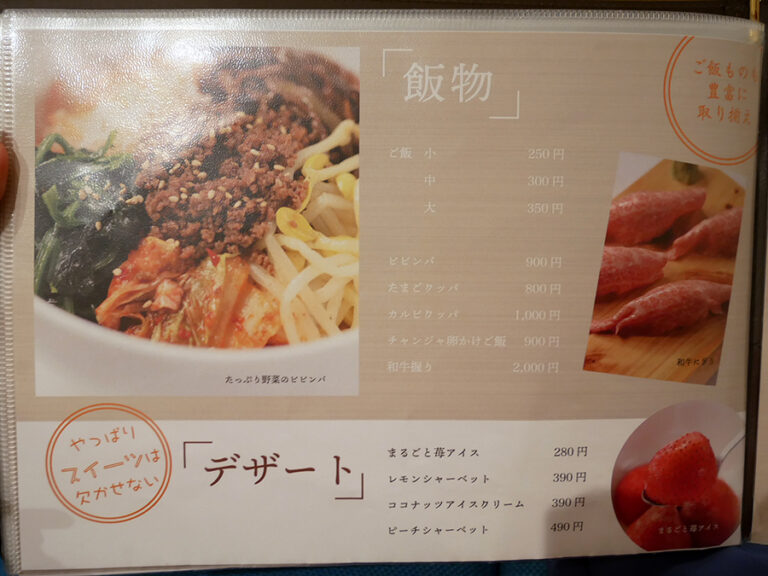 「飯物」
ご飯ものも
豊富に
取り揃え
ご飯 小 250円
中 300円
大 350円
ビビンバ 900円
たまごクッパ 800円
カルビクッパ 1,000円
チャンジャ卵かけご飯 900円
和牛握り 2,000円
たっぷり野菜のビビンバ
和牛にぎり
やっぱり
スイーツは
欠かせない
「デザート」
まるごと苺アイス 280円
レモンシャーベット 390円
ココナッツアイスクリーム 390円
ピーチシャーベット 490円
まるごと苺アイス